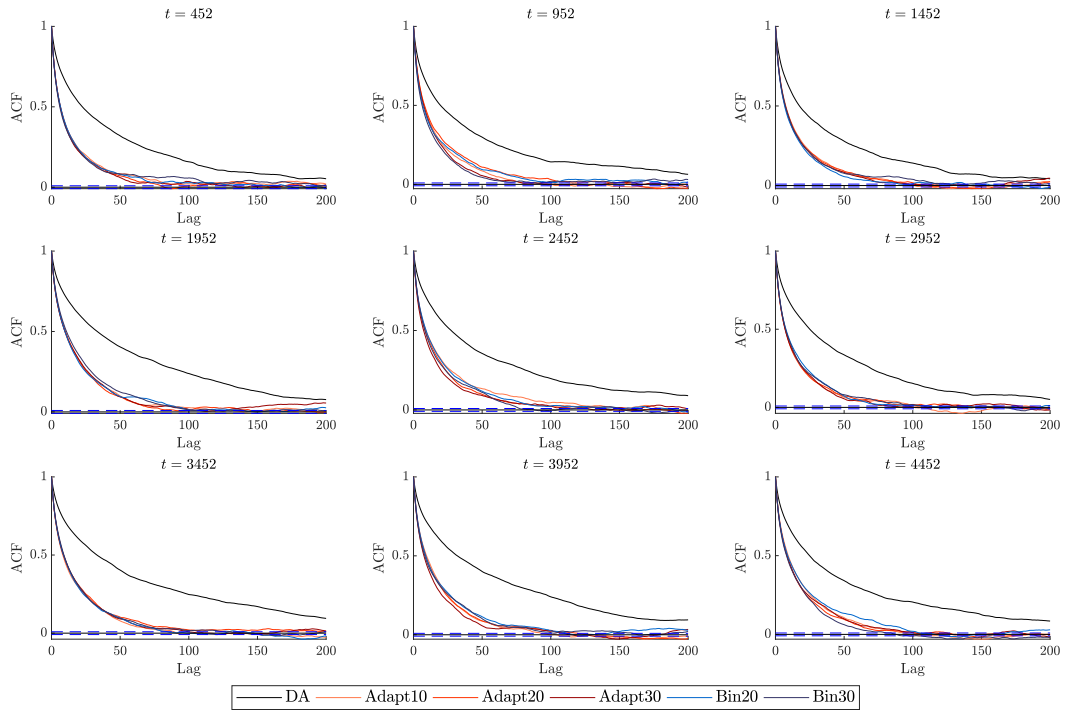 t = 452
t = 952
t = 1452
1
0.5
0
ACF
0 50 100 150 200
Lag
1
0.5
0
ACF
0 50 100 150 200
Lag
1
0.5
0
ACF
0 50 100 150 200
Lag
t = 1952
t = 2452
t = 2952
1
0.5
0
ACF
0 50 100 150 200
Lag
1
0.5
0
ACF
0 50 100 150 200
Lag
1
0.5
0
ACF
0 50 100 150 200
Lag
t = 3452
t = 3952
t = 4452
1
0.5
0
ACF
0 50 100 150 200
Lag
1
0.5
0
ACF
0 50 100 150 200
Lag
1
0.5
0
ACF
0 50 100 150 200
Lag
DA Adapt10 Adapt20 Adapt30 Bin20 Bin30